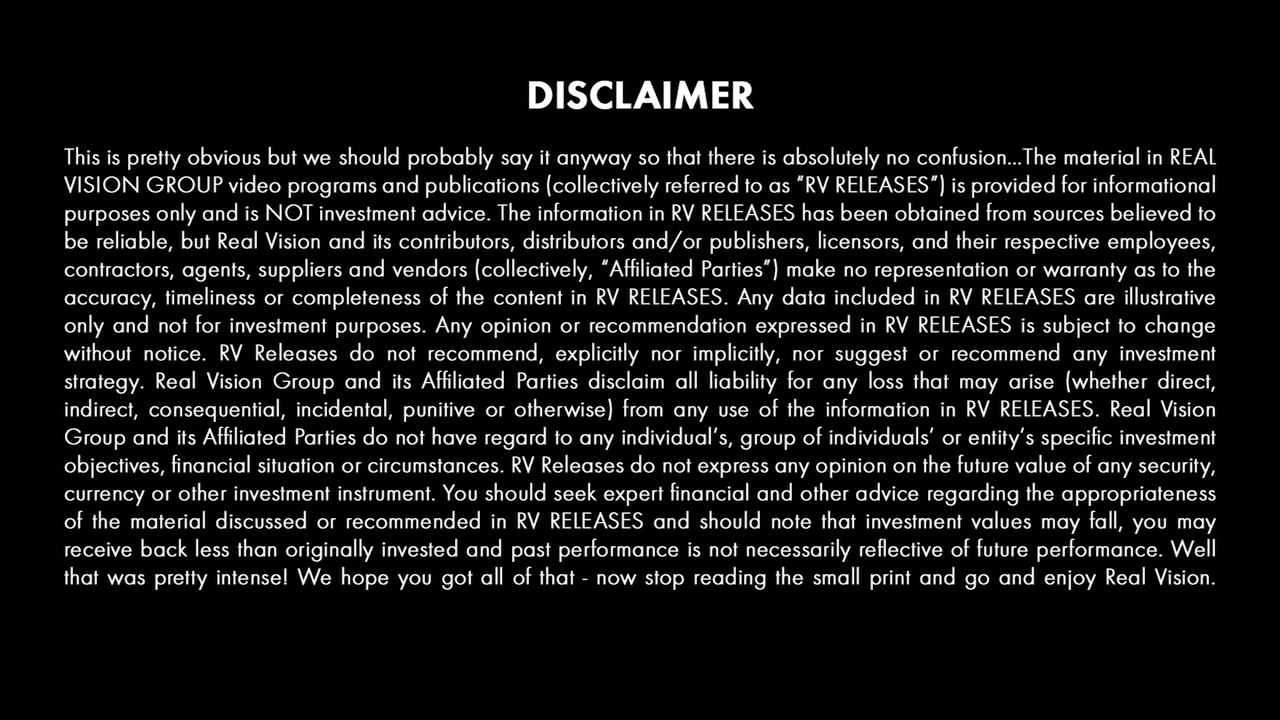 DISCLAIMER
This is pretty obvious but we should probably say it anyway so that there is absolutely no confusion...The material in REAL
VISION GROUP video programs and publications (collectively referred to as “RV RELEASES”) is provided for informational
purposes only and is NOT investment advice. The information in RV RELEASES has been obtained from sources believed to
be reliable, but Real Vision and its contributors, distributors and/or publishers, licensors, and their respective employees,
contractors, agents, suppliers and vendors (collectively, “Affiliated Parties”) make no representation or warranty as to the
accuracy, timeliness or completeness of the content in RV RELEASES. Any data included in RV RELEASES are illustrative
only and not for investment purposes. Any opinion or recommendation expressed in RV RELEASES is subject to change
without notice. RV Releases do not recommend, explicitly nor implicitly, nor suggest or recommend any investment
strategy. Real Vision Group and its Affiliated Parties disclaim all liability for any loss that may arise (whether direct,
indirect, consequential, incidental, punitive or otherwise) from any use of the information in RV RELEASES. Real Vision
Group and its Affiliated Parties do not have regard to any individual’s, group of individuals’ or entity’s specific investment
objectives, financial situation or circumstances. RV Releases do not express any opinion on the future value of any security,
currency or other investment instrument. You should seek expert financial and other advice regarding the appropriateness
of the material discussed or recommended in RV RELEASES and should note that investment values may fall, you may
receive back less than originally invested and past performance is not necessarily reflective of future performance. Well
that was pretty intense! We hope you got all of that - now stop reading the small print and go and enjoy Real Vision.